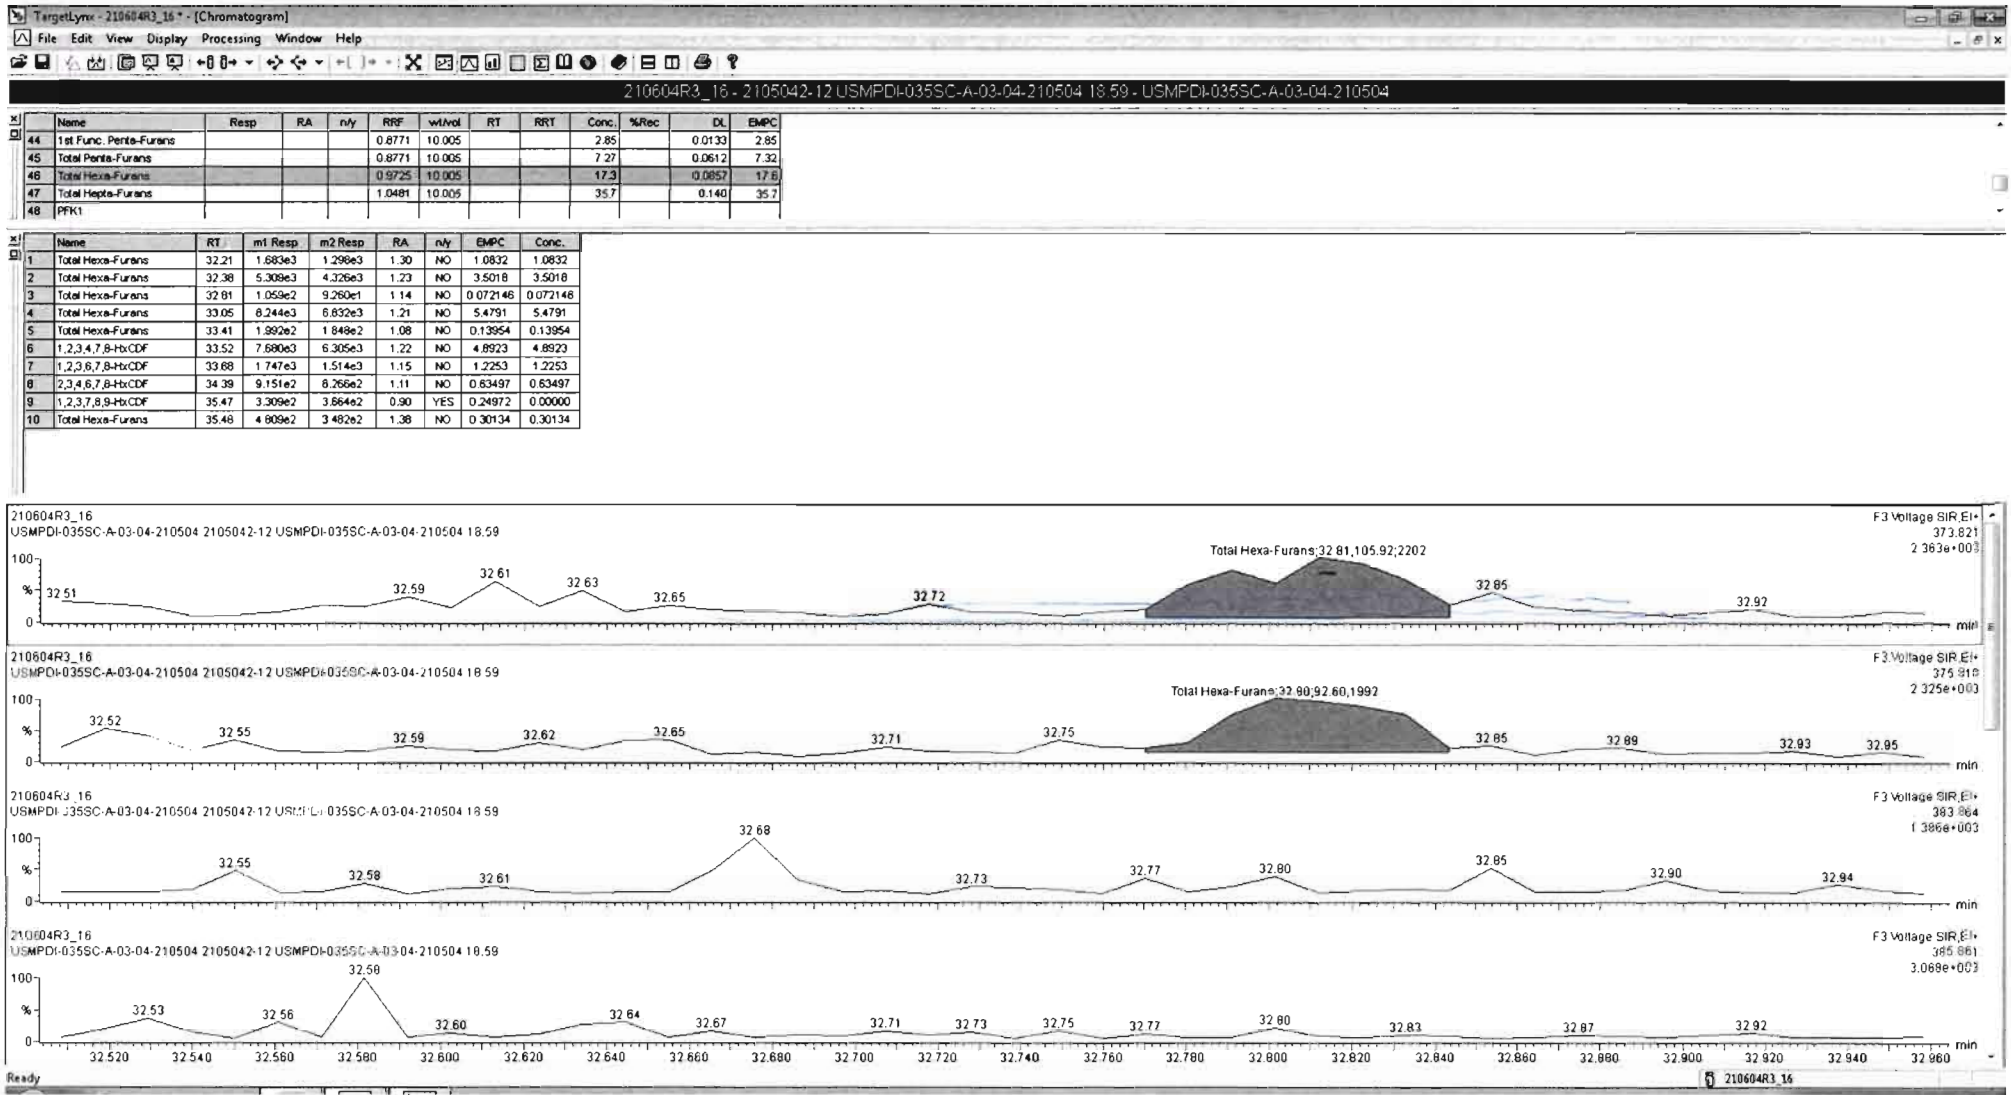 TargetLynx - 210604R3_16 * - [Chromatogram]
File Edit View Display Processing Window Help
210604R3_16 - 2105042-12 USMPDI-035SC-A-03-04-210504 18.59 - USMPDI-035SC-A-03-04-210504
Name Resp RA n/y RRF wt/vol RT RRT Conc. %Rec DL EMPC
44 1st Func. Penta-Furans 0.8771 10.005 2.85 0.0133 2.85
45 Total Penta-Furans 0.8771 10.005 7.27 0.0612 7.32
46 Total Hexa-Furans 0.9725 10.005 17.3 0.0857 17.6
47 Total Hepta-Furans 1.0481 10.005 35.7 0.140 35.7
48 PFK1
Name RT m1 Resp m2 Resp RA n/y EMPC Conc.
1 Total Hexa-Furans 32.21 1.683e3 1.298e3 1.30 NO 1.0832 1.0832
2 Total Hexa-Furans 32.38 5.309e3 4.326e3 1.23 NO 3.5018 3.5018
3 Total Hexa-Furans 32.81 1.059e2 9.260e1 1.14 NO 0.072146 0.072146
4 Total Hexa-Furans 33.05 8.244e3 6.832e3 1.21 NO 5.4791 5.4791
5 Total Hexa-Furans 33.41 1.992e2 1.848e2 1.08 NO 0.13954 0.13954
6 1,2,3,4,7,8-HxCDF 33.52 7.680e3 6.305e3 1.22 NO 4.8923 4.8923
7 1,2,3,6,7,8-HxCDF 33.68 1.747e3 1.514e3 1.15 NO 1.2253 1.2253
8 2,3,4,6,7,8-HxCDF 34.39 9.151e2 8.266e2 1.11 NO 0.63497 0.63497
9 1,2,3,7,8,9-HxCDF 35.47 3.309e2 3.664e2 0.90 YES 0.24972 0.00000
10 Total Hexa-Furans 35.48 4.809e2 3.482e2 1.38 NO 0.30134 0.30134
210604R3_16
USMPDI-035SC-A-03-04-210504 2105042-12 USMPDI-035SC-A-03-04-210504 18.59
F3:Voltage SIR,EI+
373.821
2.363e+003
Total Hexa-Furans;32.81,105.92;2202
100
%
0
32.51 32.59 32.61 32.63 32.65 32.72 32.85 32.92
min
210604R3_16
USMPDI-035SC-A-03-04-210504 2105042-12 USMPDI-035SC-A-03-04-210504 18.59
F3:Voltage SIR,EI+
375.818
2.325e+003
Total Hexa-Furans;32.80;92.60,1992
100
%
0
32.52 32.55 32.59 32.62 32.65 32.71 32.75 32.85 32.89 32.93 32.95
min
210604R3_16
USMPDI-035SC-A-03-04-210504 2105042-12 USMPDI-035SC-A-03-04-210504 18.59
F3:Voltage SIR,EI+
383.864
1.386e+003
100
%
0
32.55 32.58 32.61 32.68 32.73 32.77 32.80 32.85 32.90 32.94
min
210604R3_16
USMPDI-035SC-A-03-04-210504 2105042-12 USMPDI-035SC-A-03-04-210504 18.59
F3:Voltage SIR,EI+
385.861
3.069e+003
100
%
0
32.53 32.56 32.58 32.60 32.64 32.67 32.71 32.73 32.75 32.77 32.80 32.83 32.87 32.92
min
32.520 32.540 32.560 32.580 32.600 32.620 32.640 32.660 32.680 32.700 32.720 32.740 32.760 32.780 32.800 32.820 32.840 32.860 32.880 32.900 32.920 32.940 32.960
Ready
210604R3_16